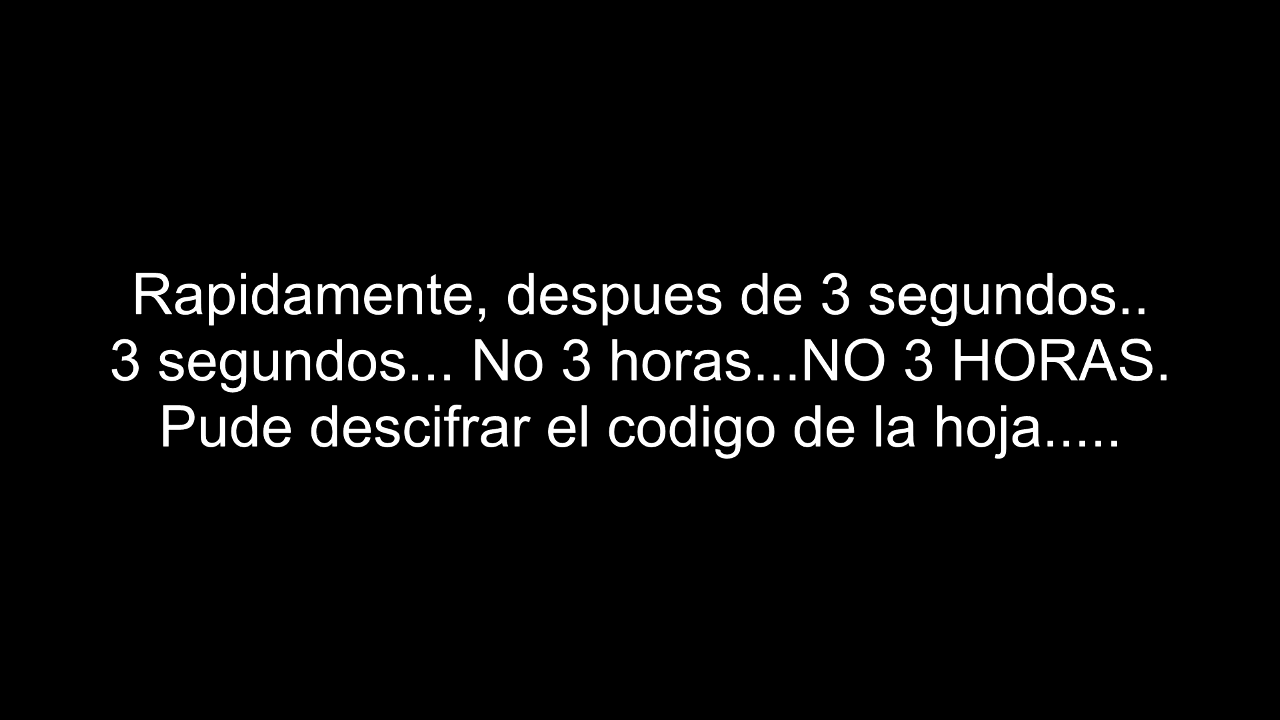 Rapidamente, despues de 3 segundos..
3 segundos... No 3 horas...NO 3 HORAS.
Pude descifrar el codigo de la hoja.....